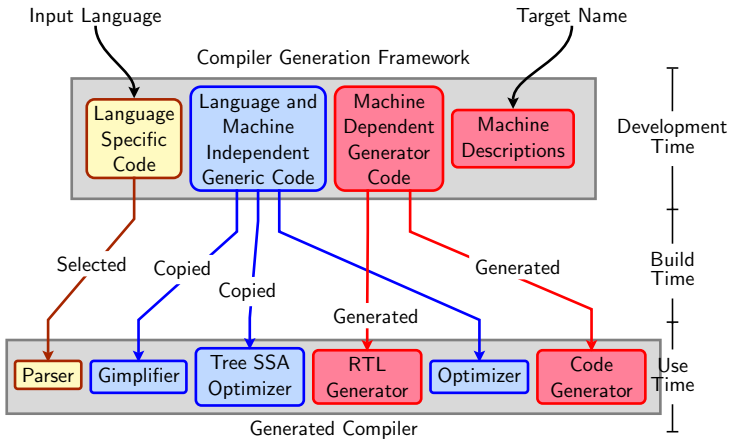 Input Language
Target Name
Compiler Generation Framework
Language
Specific
Code
Language and
Machine
Independent
Generic Code
Machine
Dependent
Generator
Code
Machine
Descriptions
Development
Time
Selected
Copied
Copied
Generated
Generated
Build
Time
Parser
Gimplifier
Tree SSA
Optimizer
RTL
Generator
Optimizer
Code
Generator
Use
Time
Generated Compiler